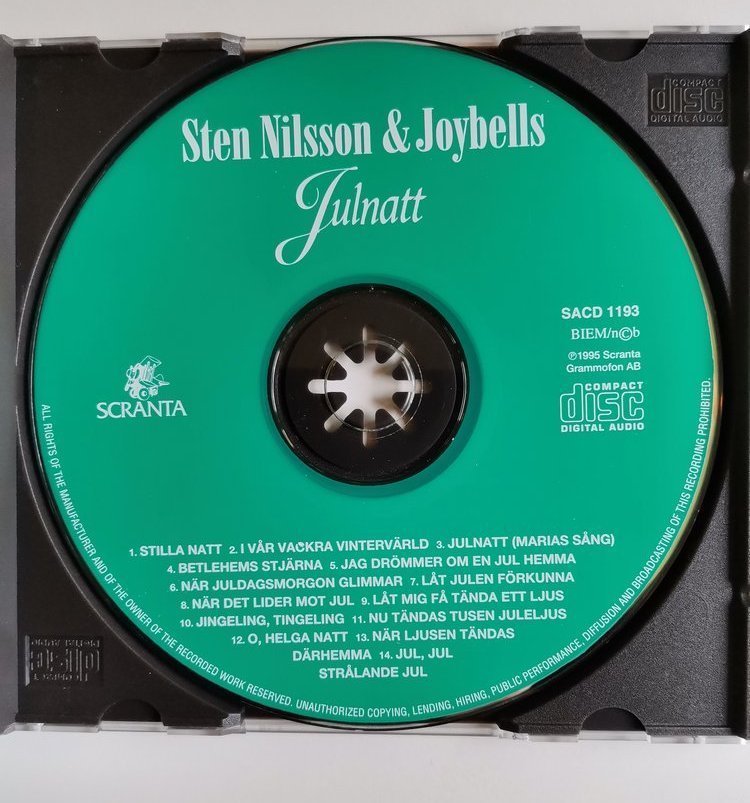 COMPACT
disc
DIGITAL AUDIO
Sten Nilsson & Joybells
Julnatt
SACD 1193
BIEM/n©b
℗1995 Scranta
Grammofon AB
COMPACT
disc
DIGITAL AUDIO
SCRANTA
1. STILLA NATT 2. I VÅR VACKRA VINTERVÄRLD 3. JULNATT (MARIAS SÅNG)
4. BETLEHEMS STJÄRNA 5. JAG DRÖMMER OM EN JUL HEMMA
6. NÄR JULDAGSMORGON GLIMMAR 7. LÅT JULEN FÖRKUNNA
8. NÄR DET LIDER MOT JUL 9. LÅT MIG FÅ TÄNDA ETT LJUS
10. JINGELING, TINGELING 11. NU TÄNDAS TUSEN JULELJUS
12. O, HELGA NATT 13. NÄR LJUSEN TÄNDAS
DÄRHEMMA 14. JUL, JUL
STRÅLANDE JUL
ALL RIGHTS OF THE MANUFACTURER AND OF THE OWNER OF THE RECORDED WORK RESERVED. UNAUTHORIZED COPYING, LENDING, HIRING, PUBLIC PERFORMANCE, DIFFUSION AND BROADCASTING OF THIS RECORDING PROHIBITED.